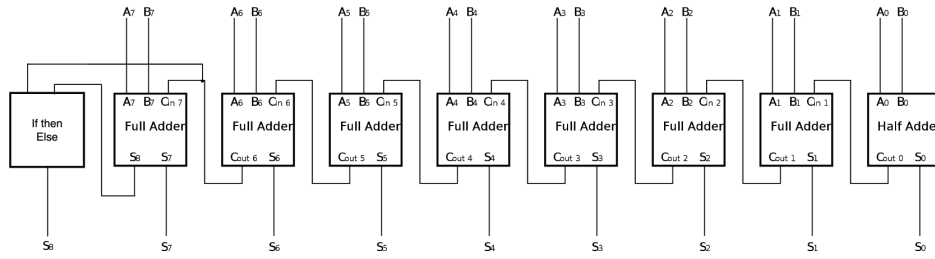 A7 B7 A6 B6 A5 B5 A4 B4 A3 B3 A2 B2 A1 B1 A0 B0
A7 B7 Cin 7 A6 B6 Cin 6 A5 B5 Cin 5 A4 B4 Cin 4 A3 B3 Cin 3 A2 B2 Cin 2 A1 B1 Cin 1 A0 B0
If then
Else
Full Adder Full Adder Full Adder Full Adder Full Adder Full Adder Full Adder Half Adde
S8 S7 Cout 6 S6 Cout 5 S5 Cout 4 S4 Cout 3 S3 Cout 2 S2 Cout 1 S1 Cout 0 S0
S8 S7 S6 S5 S4 S3 S2 S1 S0